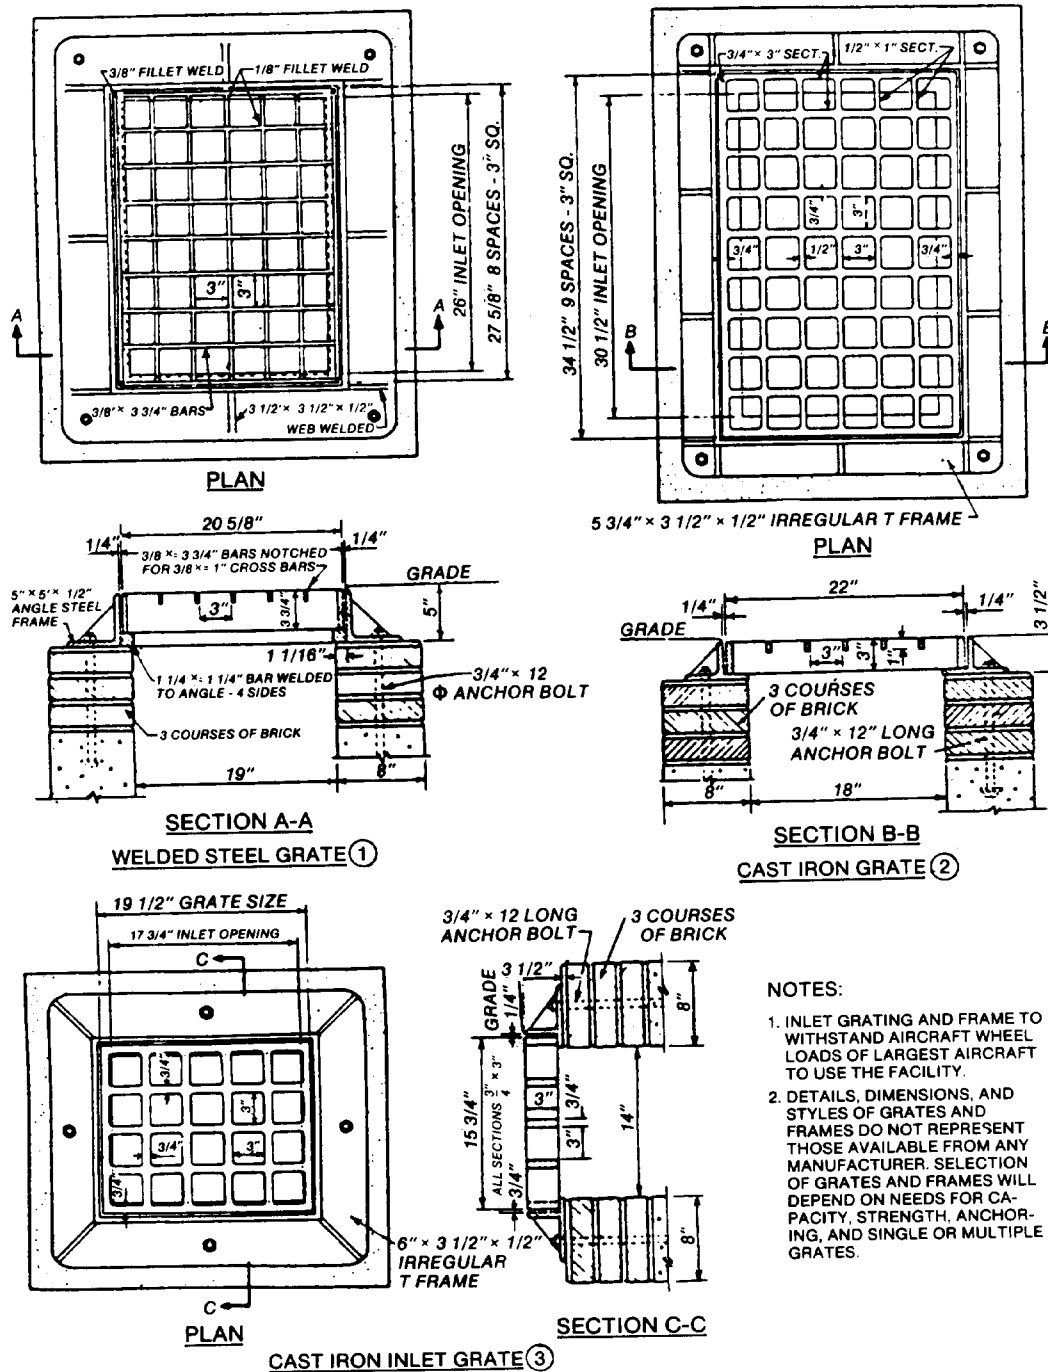 3/8" FILLET WELD
1/8" FILLET WELD
26" INLET OPENING
27 5/8" 8 SPACES - 3" SQ.
3"
3"
A
A
3/8' × 3 3/4" BARS
3 1/2' × 3 1/2" × 1/2"
WEB WELDED
PLAN
3/4" × 3" SECT.
1/2" × 1" SECT.
34 1/2" 9 SPACES - 3" SQ.
30 1/2" INLET OPENING
3/4"
3"
3/4"
1/2"
3"
3/4"
B
B
5 3/4" × 3 1/2" × 1/2" IRREGULAR T FRAME
PLAN
20 5/8"
1/4"
1/4"
3/8 × 3 3/4" BARS NOTCHED
FOR 3/8 × 1" CROSS BARS
GRADE
5" × 5' × 1/2"
ANGLE STEEL
FRAME
3"
3 3/4"
5"
1 1/16"
1 1/4 × 1 1/4" BAR WELDED
TO ANGLE - 4 SIDES
3/4" × 12
Φ ANCHOR BOLT
3 COURSES OF BRICK
19"
8"
SECTION A-A
WELDED STEEL GRATE 1
22"
1/4"
1/4"
3 1/2"
GRADE
3"
3"
1"
3 COURSES
OF BRICK
3/4" × 12" LONG
ANCHOR BOLT
8"
18"
SECTION B-B
CAST IRON GRATE 2
19 1/2" GRATE SIZE
17 3/4" INLET OPENING
C
3/4"
3"
3/4"
3"
3/4"
6" × 3 1/2" × 1/2"
IRREGULAR
T FRAME
C
PLAN
3/4" × 12 LONG
ANCHOR BOLT
3 COURSES
OF BRICK
GRADE
1/4"
3 1/2"
8"
15 3/4"
ALL SECTIONS 3/4" × 3"
3"
3/4"
3"
14"
3/4"
8"
SECTION C-C
CAST IRON INLET GRATE 3
NOTES:
1. INLET GRATING AND FRAME TO
WITHSTAND AIRCRAFT WHEEL
LOADS OF LARGEST AIRCRAFT
TO USE THE FACILITY.
2. DETAILS, DIMENSIONS, AND
STYLES OF GRATES AND
FRAMES DO NOT REPRESENT
THOSE AVAILABLE FROM ANY
MANUFACTURER. SELECTION
OF GRATES AND FRAMES WILL
DEPEND ON NEEDS FOR CA-
PACITY, STRENGTH, ANCHOR-
ING, AND SINGLE OR MULTIPLE
GRATES.